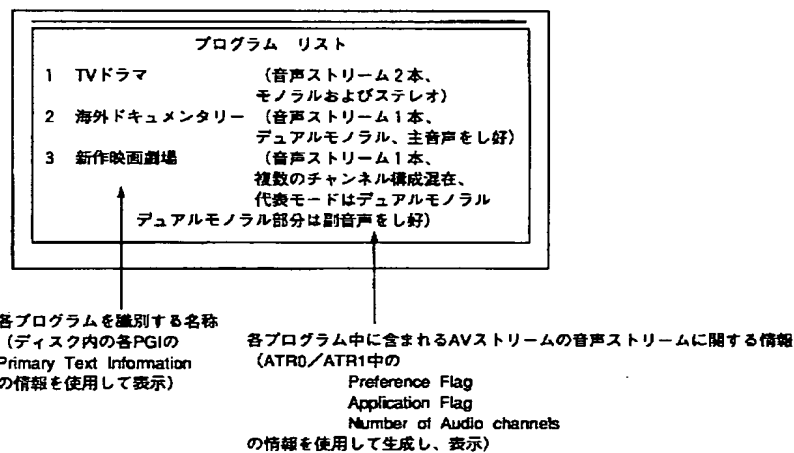 プログラム リスト
1 TVドラマ (音声ストリーム2本、
モノラルおよびステレオ)
2 海外ドキュメンタリー (音声ストリーム1本、
デュアルモノラル、主音声をし好)
3 新作映画劇場 (音声ストリーム1本、
複数のチャンネル構成混在、
代表モードはデュアルモノラル
デュアルモノラル部分は副音声をし好)
各プログラムを識別する名称
(ディスク内の各PGIの
Primary Text Information
の情報を使用して表示)
各プログラム中に含まれるAVストリームの音声ストリームに関する情報
(ATR0/ATR1中の
Preference Flag
Application Flag
Number of Audio channels
の情報を使用して生成し、表示)